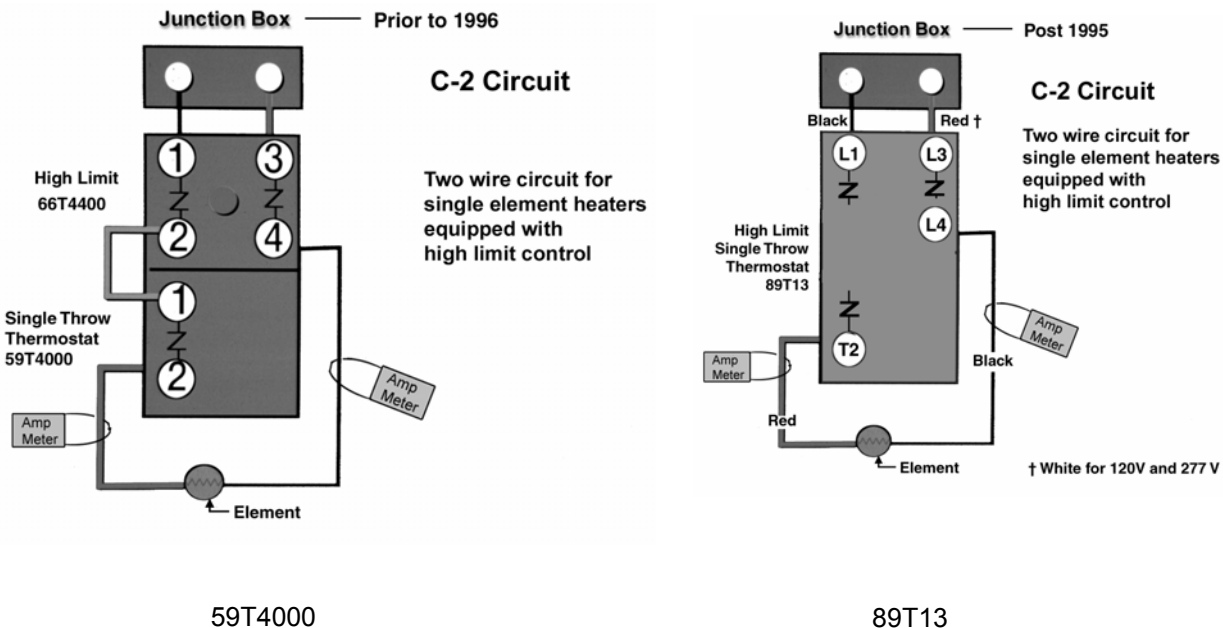 Junction Box
Prior to 1996
C-2 Circuit
1
3
High Limit
66T4400
2
4
Two wire circuit for
single element heaters
equipped with
high limit control
1
Single Throw
Thermostat
59T4000
2
Amp
Meter
Amp
Meter
Element
59T4000
Junction Box
Post 1995
C-2 Circuit
Black
Red †
L1
L3
Two wire circuit for
single element heaters
equipped with
high limit control
L4
High Limit
Single Throw
Thermostat
89T13
T2
Amp
Meter
Amp
Meter
Black
Red
Element
† White for 120V and 277 V
89T13